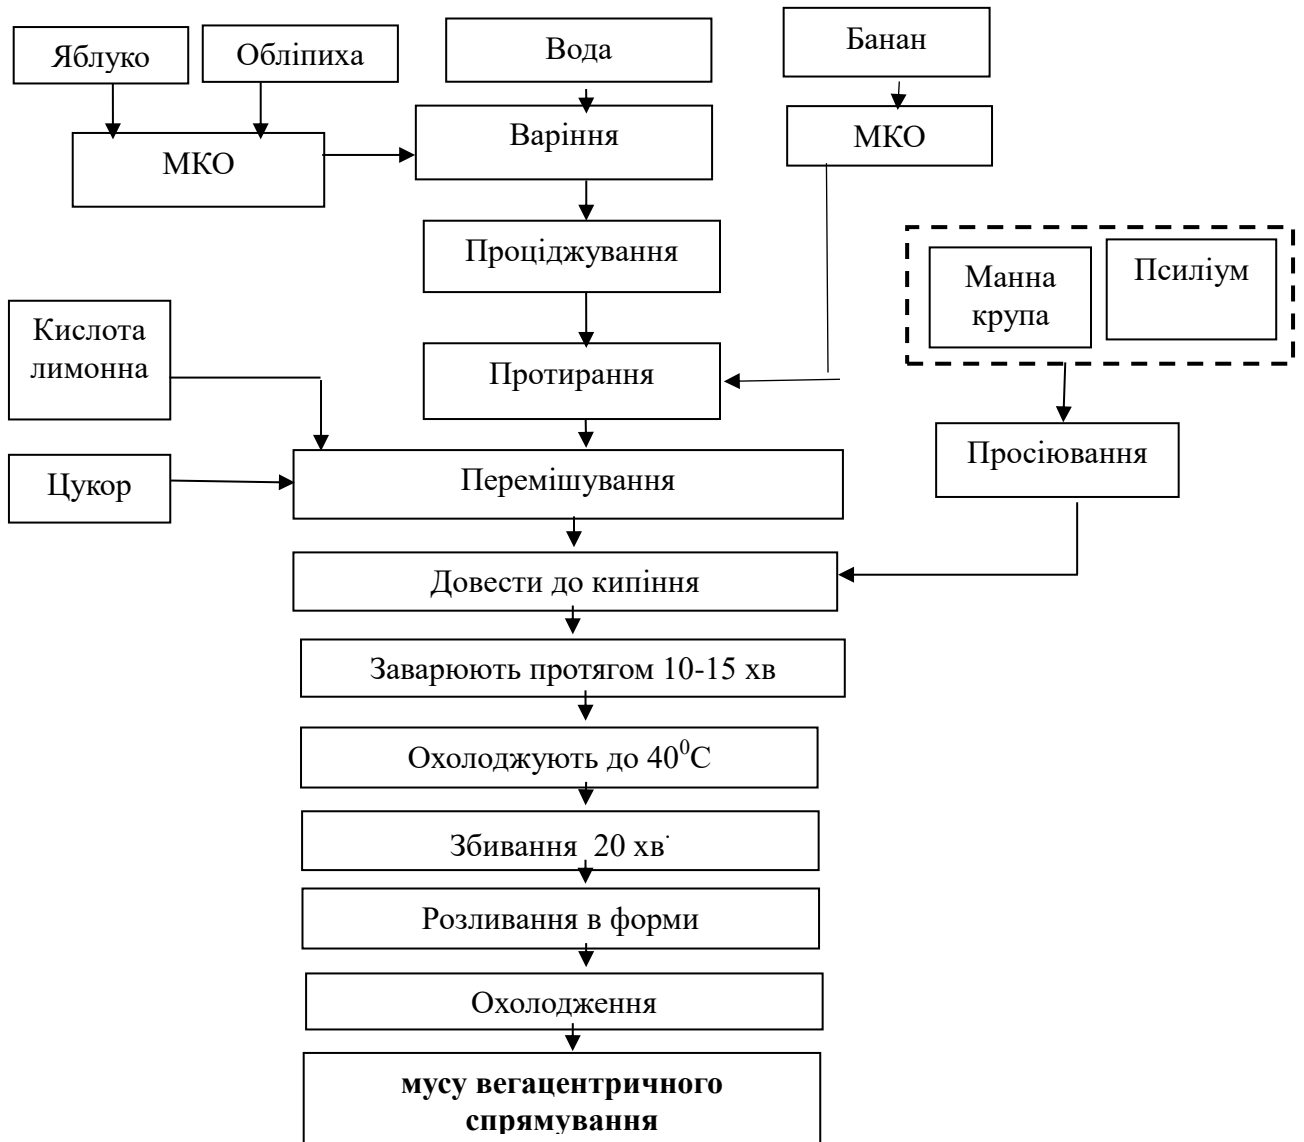 Яблуко
Обліпиха
Вода
Банан
МКО
Варіння
МКО
Проціджування
Манна
крупа
Псиліум
Кислота
лимонна
Протирання
Просіювання
Цукор
Перемішування
Довести до кипіння
Заварюють протягом 10-15 хв
Охолоджують до 40⁰С
Збивання 20 хв˙
Розливання в форми
Охолодження
мусу вегацентричного
спрямування